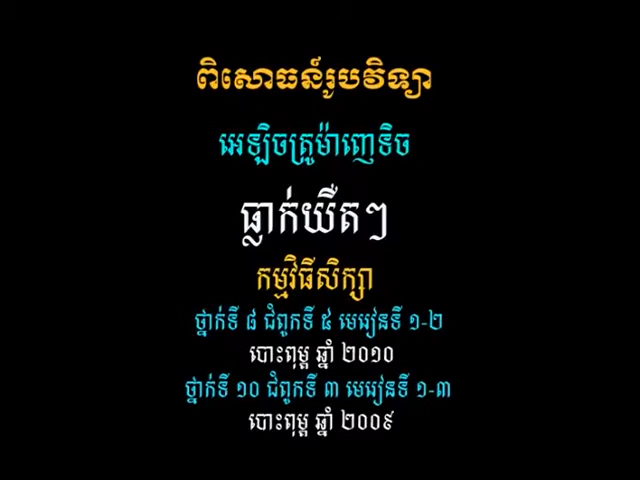 ពិសោធន៍រូបវិទ្យា
អេឡិចត្រូម៉ាញេទិច
ធ្លាក់យឺតៗ
កម្មវិធីសិក្សា
ថ្នាក់ទី ៨ ជំពូកទី ៥ មេរៀនទី ១-២
បោះពុម្ព ឆ្នាំ ២០១០
ថ្នាក់ទី ១០ ជំពូកទី ៣ មេរៀនទី ១-៣
បោះពុម្ព ឆ្នាំ ២០០៩